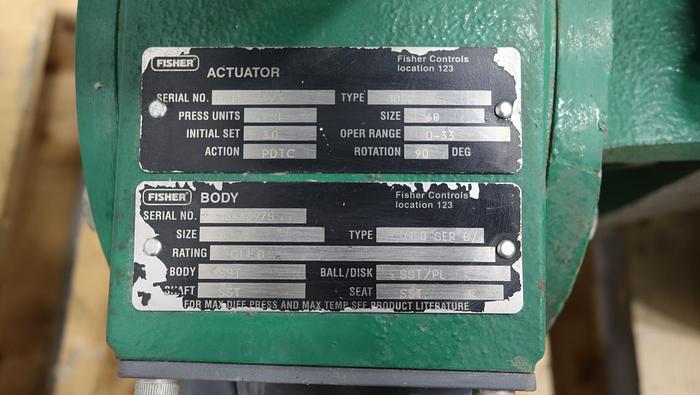 FISHER
ACTUATOR
Fisher Controls
location 123
SERIAL NO. TYPE
PRESS UNITS SIZE 60
INITIAL SET 3.0 OPER RANGE 0-33
ACTION PDTC ROTATION 90 DEG
FISHER BODY
Fisher Controls
location 123
SERIAL NO.
SIZE TYPE
RATING CL150
BODY SST BALL/DISK SST/PL
SHAFT SST SEAT SST
FOR MAX DIFF PRESS AND MAX TEMP SEE PRODUCT LITERATURE